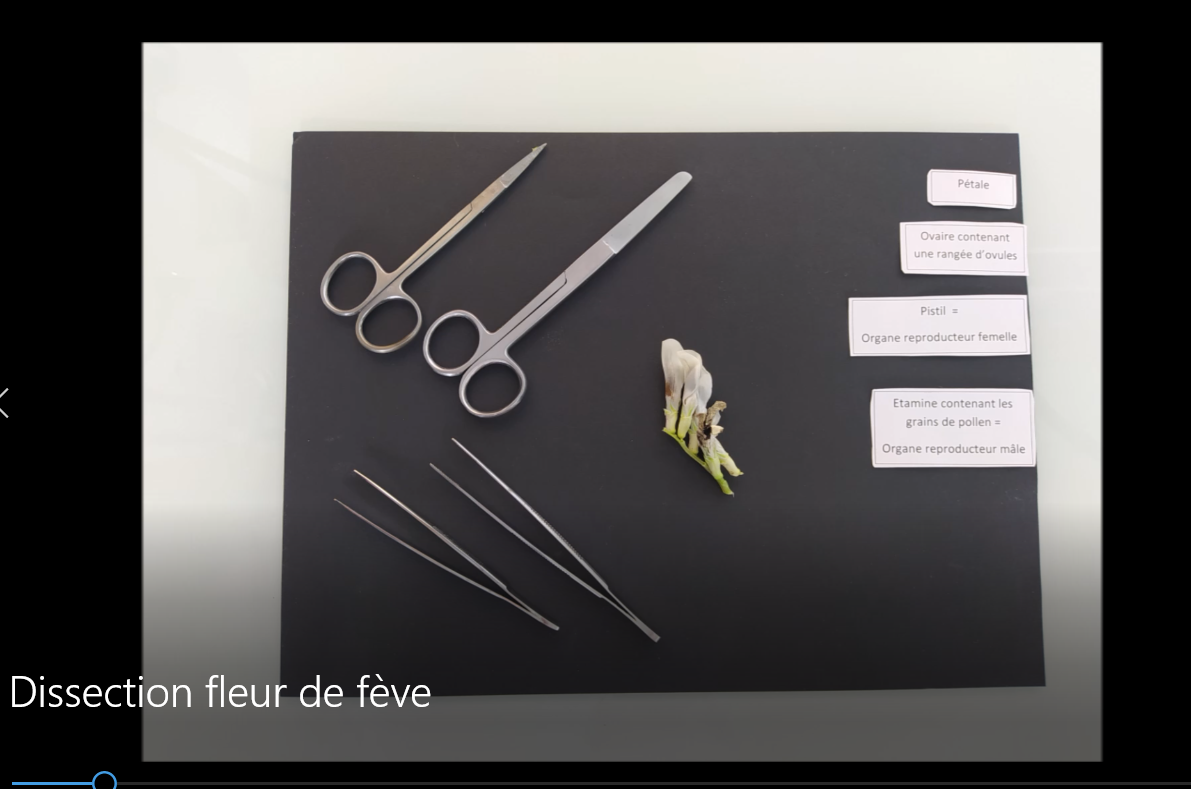 Pétale
Ovaire contenant
une rangée d'ovules
Pistil =
Organe reproducteur femelle
Etamine contenant les
grains de pollen =
Organe reproducteur mâle
Dissection fleur de fève